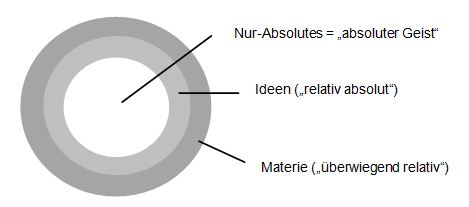 Nur-Absolutes = „absoluter Geist“
Ideen („relativ absolut“)
Materie („überwiegend relativ“)